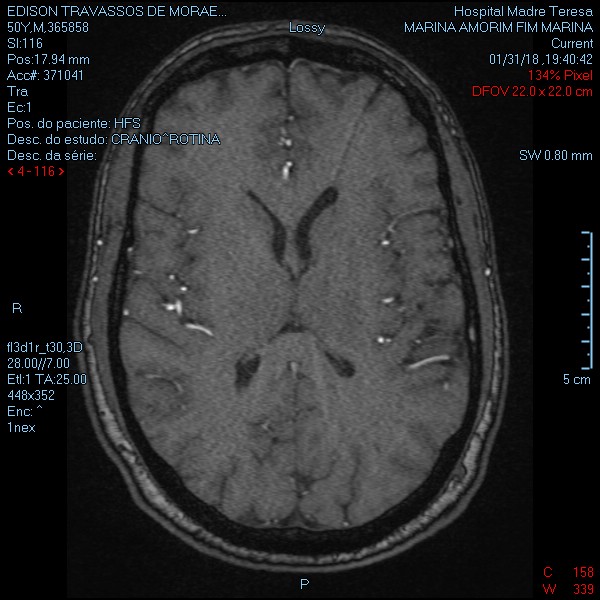 EDISON TRAVASSOS DE MORAE...
50Y,M,365858
Sl:116
Pos:17.94 mm
Acc#: 371041
Tra
Ec:1
Pos. do paciente: HFS
Desc. do estudo: CRANIO^ROTINA
Desc. da série:
< 4 - 116 >
Lossy
Hospital Madre Teresa
MARINA AMORIM FIM MARINA
Current
01/31/18 ,19:40:42
134% Pixel
DFOV 22.0 x 22.0 cm
SW 0.80 mm
R
fl3d1r_t30,3D
28.00//7.00
Etl:1 TA:25.00
448x352
Enc: ^
1nex
5 cm
P
C 158
W 339